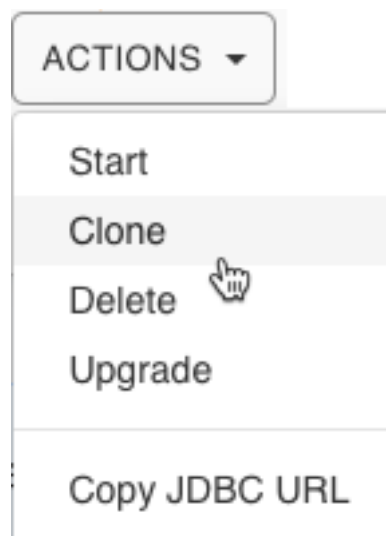 ACTIONS
Start
Clone
Delete
Upgrade
Copy JDBC URL